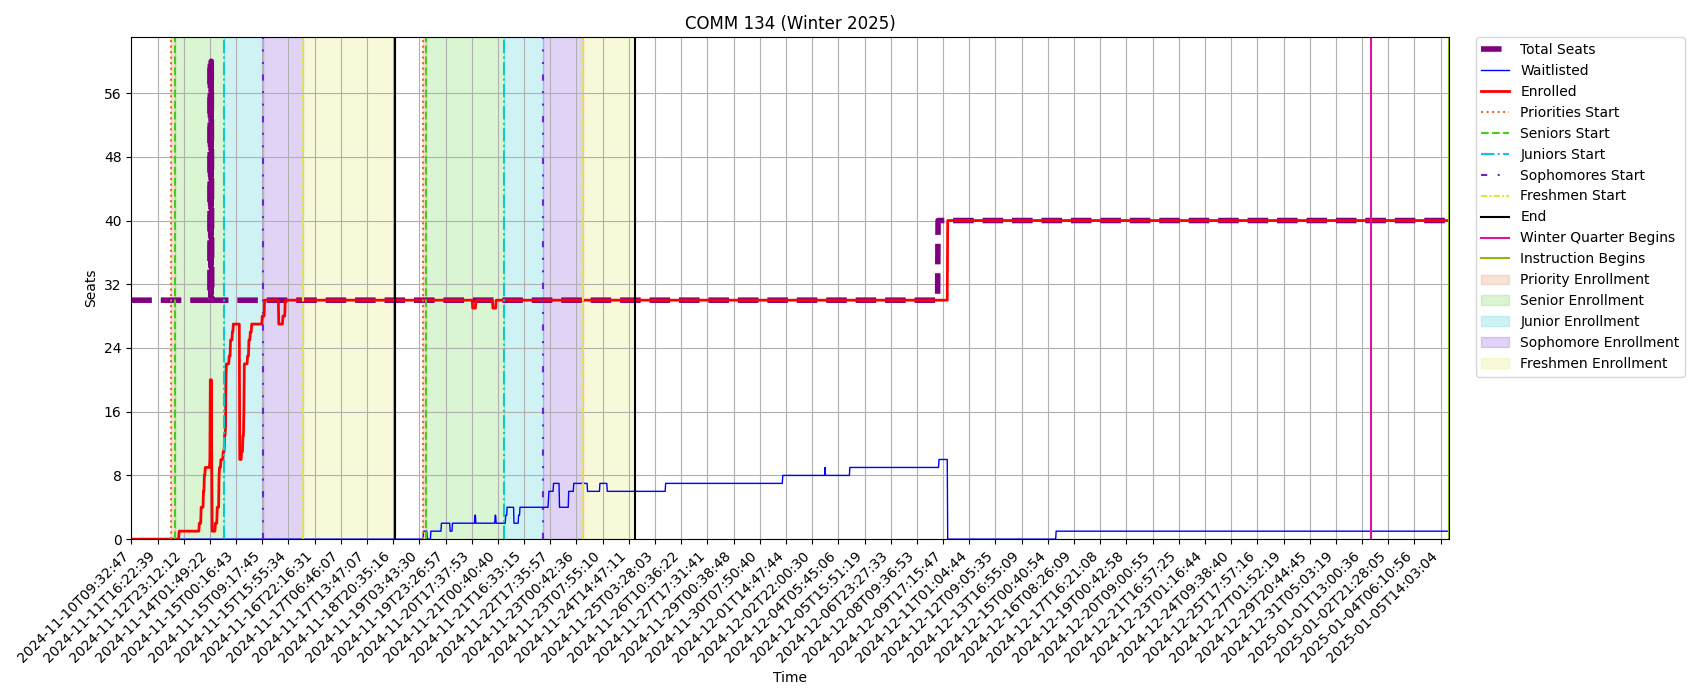 COMM 134 (Winter 2025)
Seats
56
48
40
32
24
16
8
0
2024-11-10T09:32:47
2024-11-11T16:22:39
2024-11-12T23:12:12
2024-11-14T01:49:22
2024-11-15T00:16:43
2024-11-15T09:17:45
2024-11-15T15:55:34
2024-11-16T22:16:31
2024-11-17T06:46:07
2024-11-17T13:47:07
2024-11-18T20:35:16
2024-11-19T03:43:30
2024-11-19T23:26:57
2024-11-20T17:37:53
2024-11-21T00:40:40
2024-11-21T16:33:15
2024-11-22T17:35:57
2024-11-23T00:42:36
2024-11-23T07:55:10
2024-11-24T14:47:11
2024-11-25T03:28:03
2024-11-26T10:36:22
2024-11-27T17:31:41
2024-11-29T00:38:48
2024-11-30T07:50:40
2024-12-01T14:47:44
2024-12-02T22:00:30
2024-12-04T05:45:06
2024-12-05T15:51:19
2024-12-06T23:27:33
2024-12-08T09:36:53
2024-12-09T17:15:47
2024-12-11T01:04:44
2024-12-12T09:05:35
2024-12-13T16:55:09
2024-12-15T00:40:54
2024-12-16T08:26:09
2024-12-17T16:21:08
2024-12-19T00:42:58
2024-12-20T09:00:55
2024-12-21T16:57:25
2024-12-23T01:16:44
2024-12-24T09:38:40
2024-12-25T17:57:16
2024-12-27T01:52:19
2024-12-29T20:44:45
2024-12-31T05:03:19
2025-01-01T13:00:36
2025-01-02T21:28:05
2025-01-04T06:10:56
2025-01-05T14:03:04
Time
Total Seats
Waitlisted
Enrolled
Priorities Start
Seniors Start
Juniors Start
Sophomores Start
Freshmen Start
End
Winter Quarter Begins
Instruction Begins
Priority Enrollment
Senior Enrollment
Junior Enrollment
Sophomore Enrollment
Freshmen Enrollment